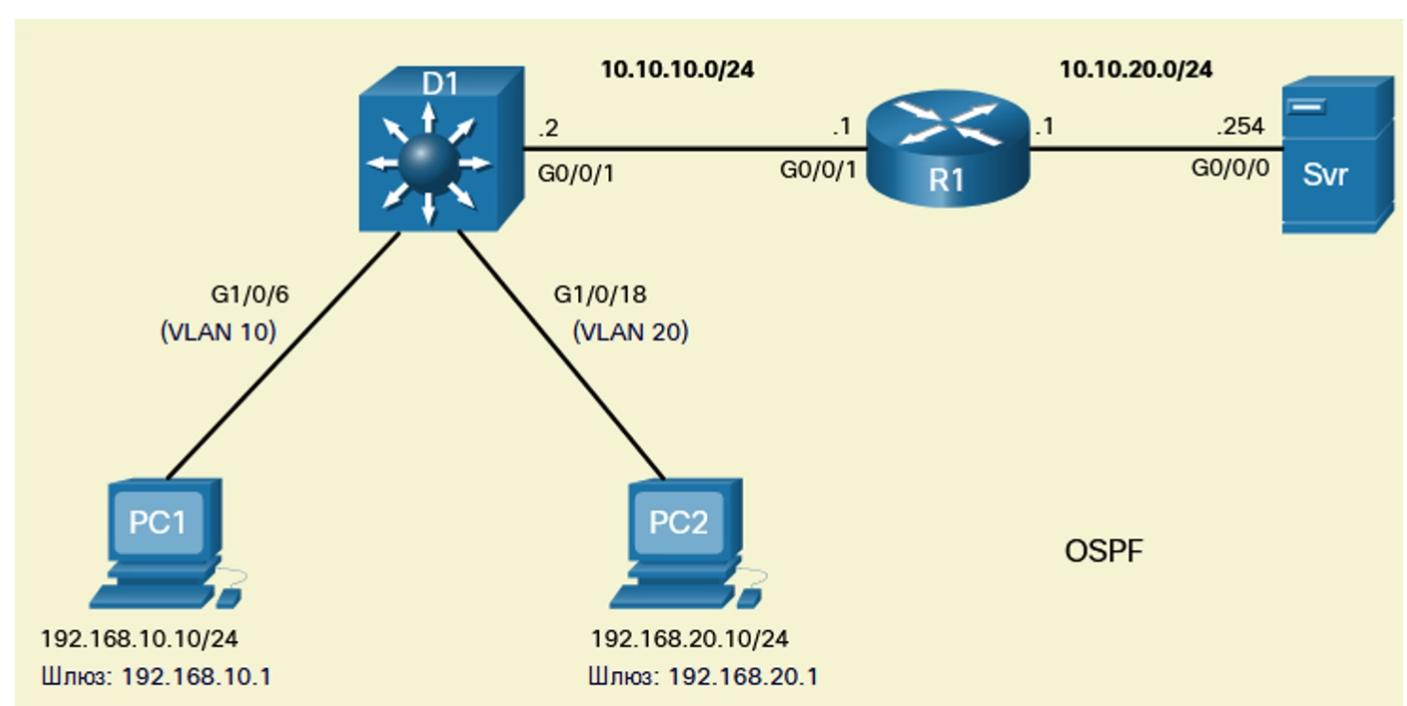 D1
10.10.10.0/24
10.10.20.0/24
.2
.1
.1
.254
G0/0/1
G0/0/1
R1
G0/0/0
Svr
G1/0/6
(VLAN 10)
G1/0/18
(VLAN 20)
PC1
PC2
OSPF
192.168.10.10/24
Шлюз: 192.168.10.1
192.168.20.10/24
Шлюз: 192.168.20.1